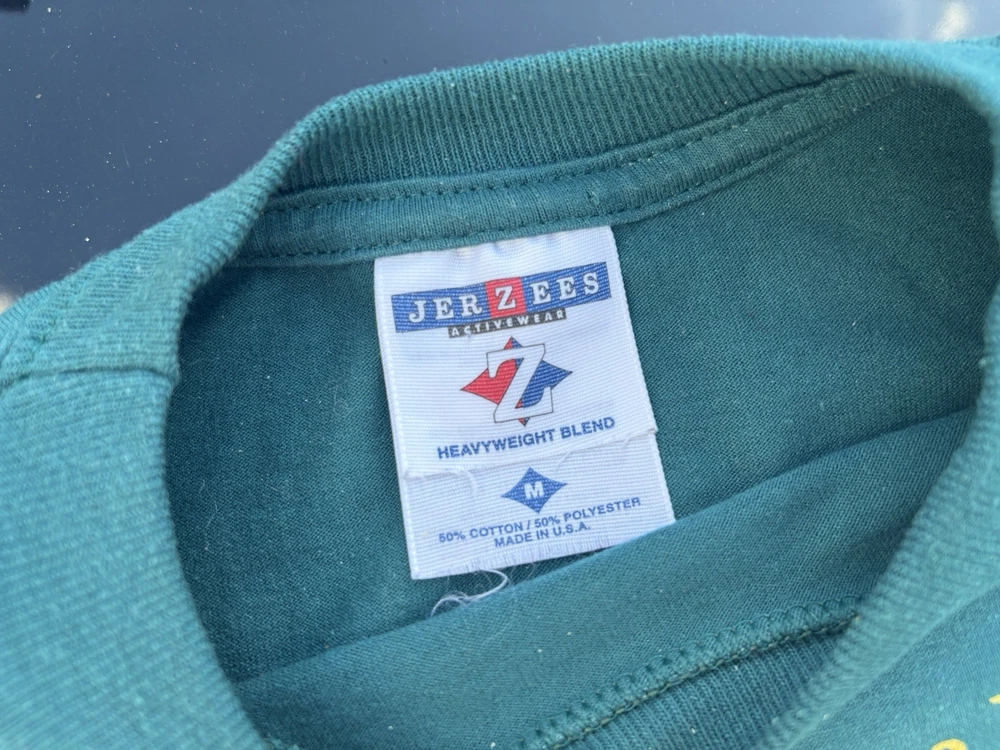 JERZEES
ACTIVEWEAR
Z
HEAVYWEIGHT BLEND
M
50% COTTON / 50% POLYESTER
MADE IN U.S.A.